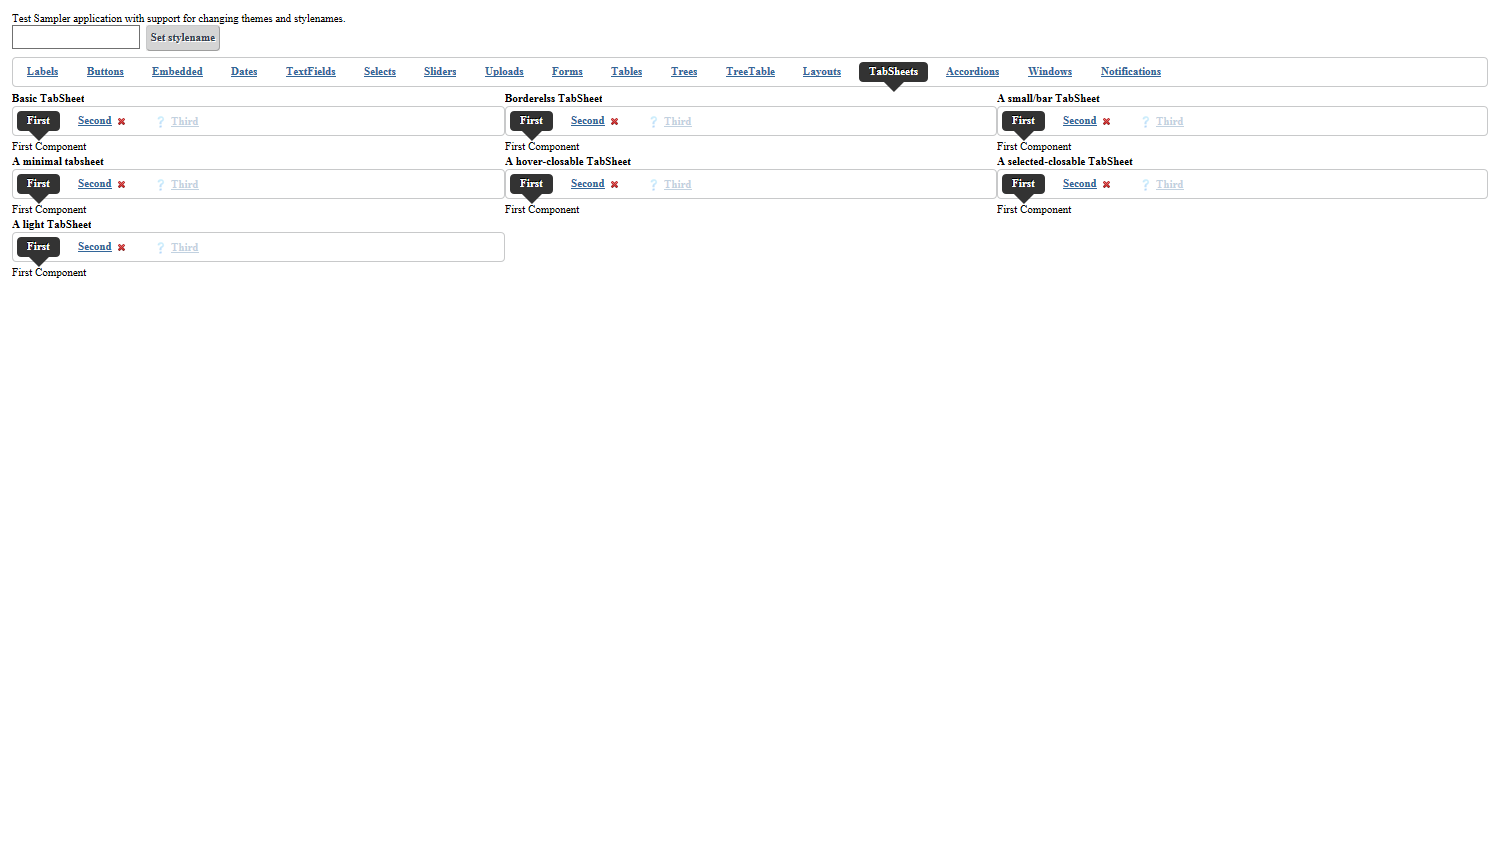 Test Sampler application with support for changing themes and stylenames.
Set stylename
Labels Buttons Embedded Dates TextFields Selects Sliders Uploads Forms Tables Trees TreeTable Layouts TabSheets Accordions Windows Notifications
Basic TabSheet Borderelss TabSheet A small/bar TabSheet
First Second ? Third First Second ? Third First Second ? Third
First Component First Component First Component
A minimal tabsheet A hover-closable TabSheet A selected-closable TabSheet
First Second ? Third First Second ? Third First Second ? Third
First Component First Component First Component
A light TabSheet
First Second ? Third
First Component